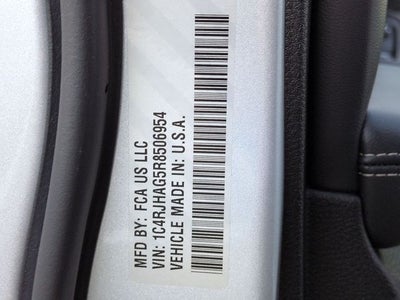 MFD BY: FCA US LLC
VIN: 1C4RJHAG5R8506954
VEHICLE MADE IN: U.S.A.